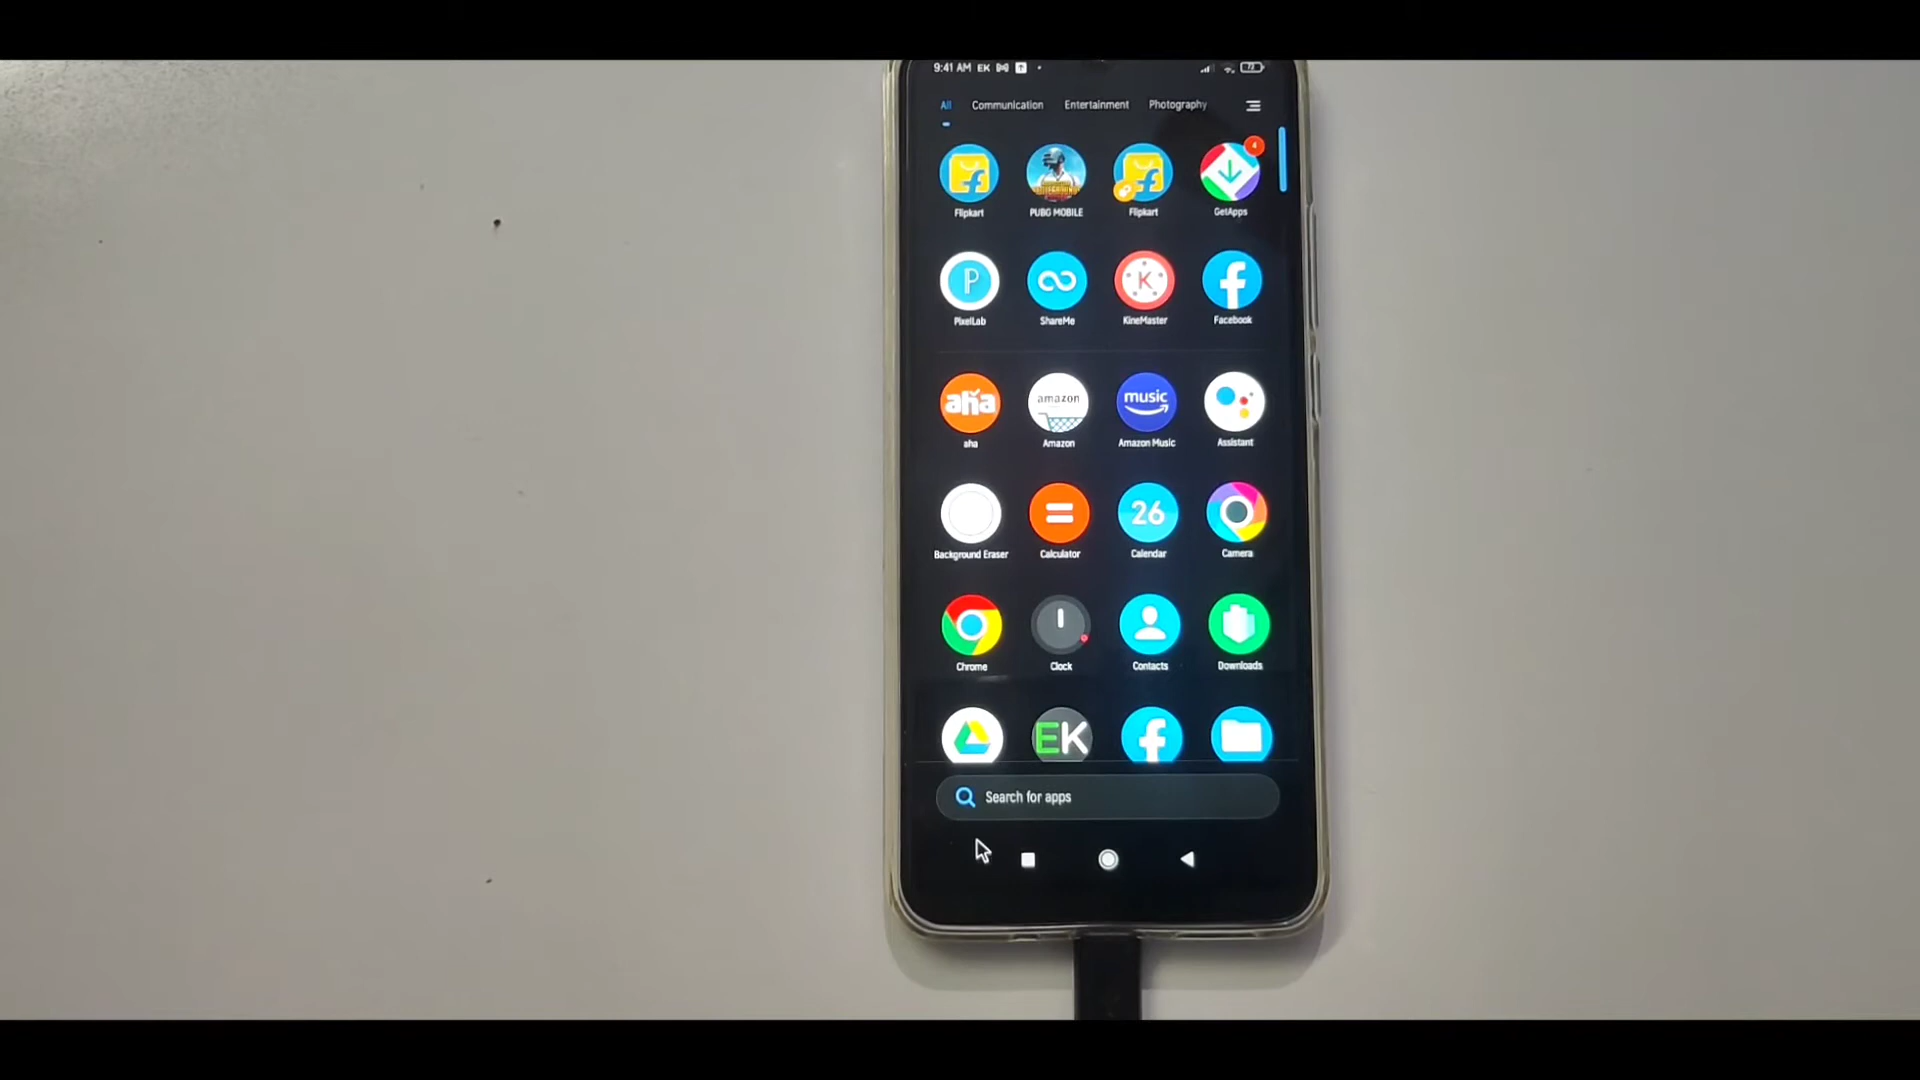 9:41 AM EK 72
All Communication Entertainment Photography
4
Flipkart PUBG MOBILE Flipkart GetApps
P K
PixelLab ShareMe KineMaster Facebook
aha amazon music
aha Amazon Amazon Music Assistant
26
Background Eraser Calculator Calendar Camera
Chrome Clock Contacts Downloads
EK
Search for apps